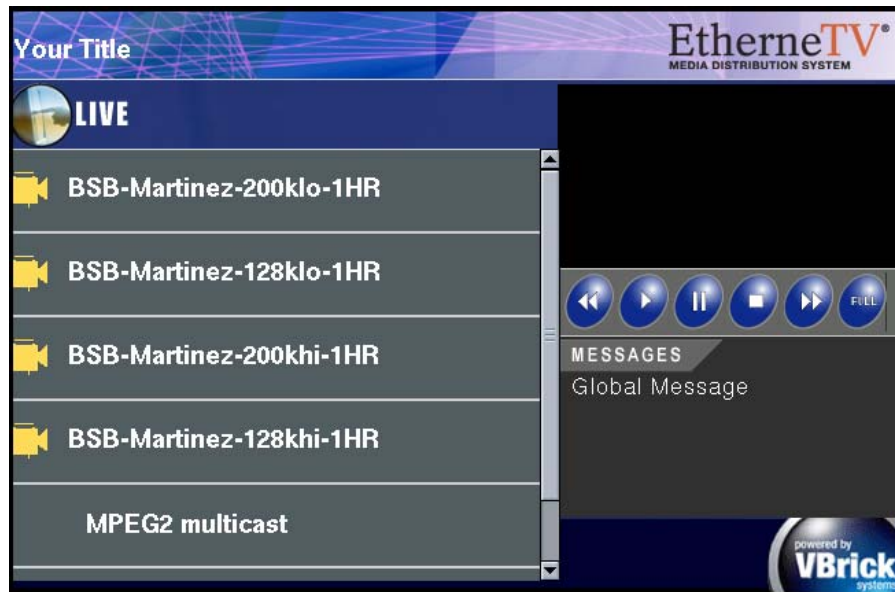 Your Title
EtherneTV®
MEDIA DISTRIBUTION SYSTEM
LIVE
BSB-Martinez-200klo-1HR
BSB-Martinez-128klo-1HR
BSB-Martinez-200khi-1HR
BSB-Martinez-128khi-1HR
MPEG2 multicast
FULL
MESSAGES
Global Message
powered by
VBrick
systems